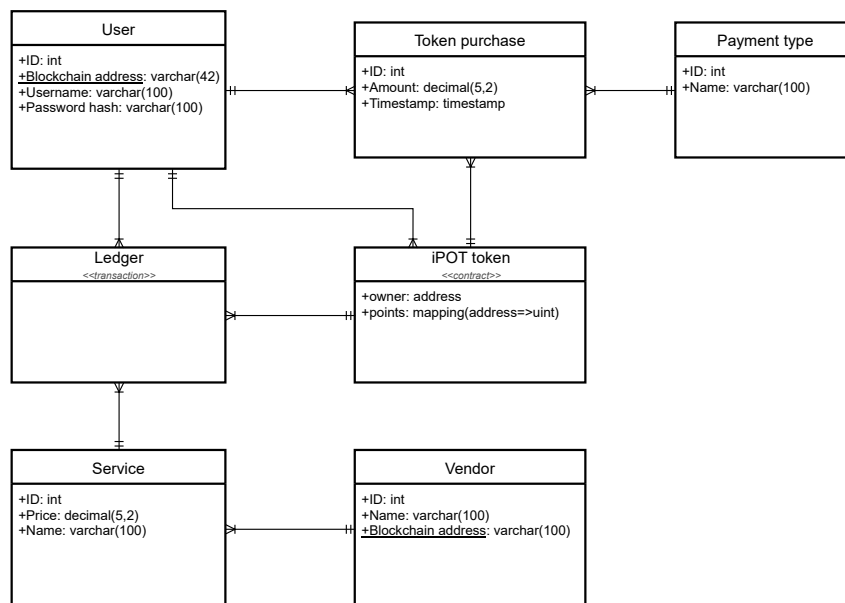 User
+ID: int
+Blockchain address: varchar(42)
+Username: varchar(100)
+Password hash: varchar(100)
Token purchase
+ID: int
+Amount: decimal(5,2)
+Timestamp: timestamp
Payment type
+ID: int
+Name: varchar(100)
Ledger
<<transaction>>
iPOT token
<<contract>>
+owner: address
+points: mapping(address=>uint)
Service
+ID: int
+Price: decimal(5,2)
+Name: varchar(100)
Vendor
+ID: int
+Name: varchar(100)
+Blockchain address: varchar(100)